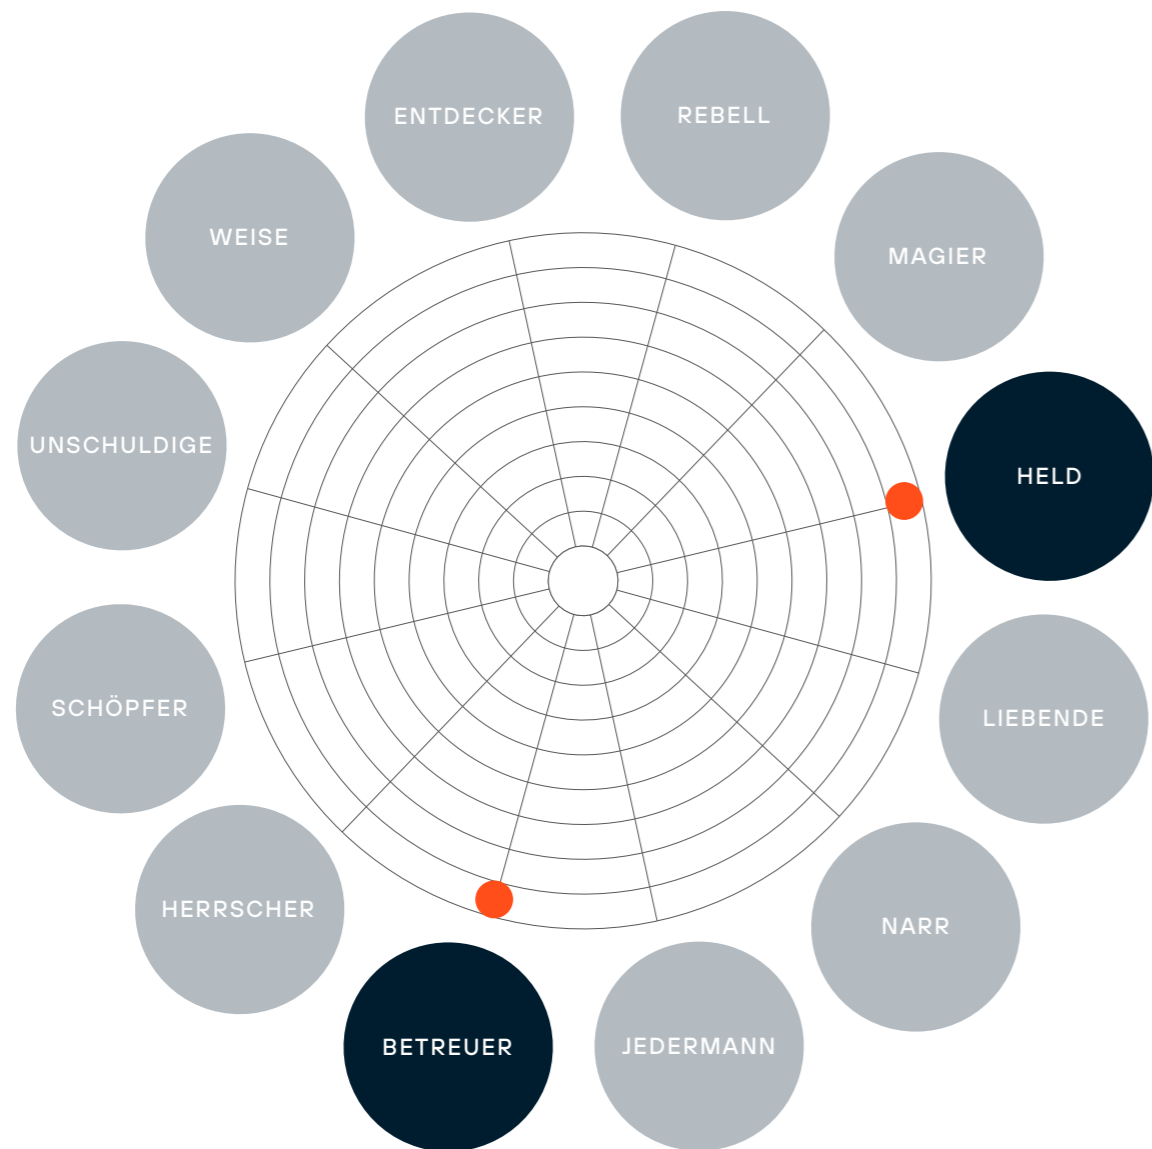 ENTDECKER
REBELL
WEISE
MAGIER
UNSCHULDIGE
HELD
SCHÖPFER
LIEBENDE
HERRSCHER
NARR
BETREUER
JEDERMANN